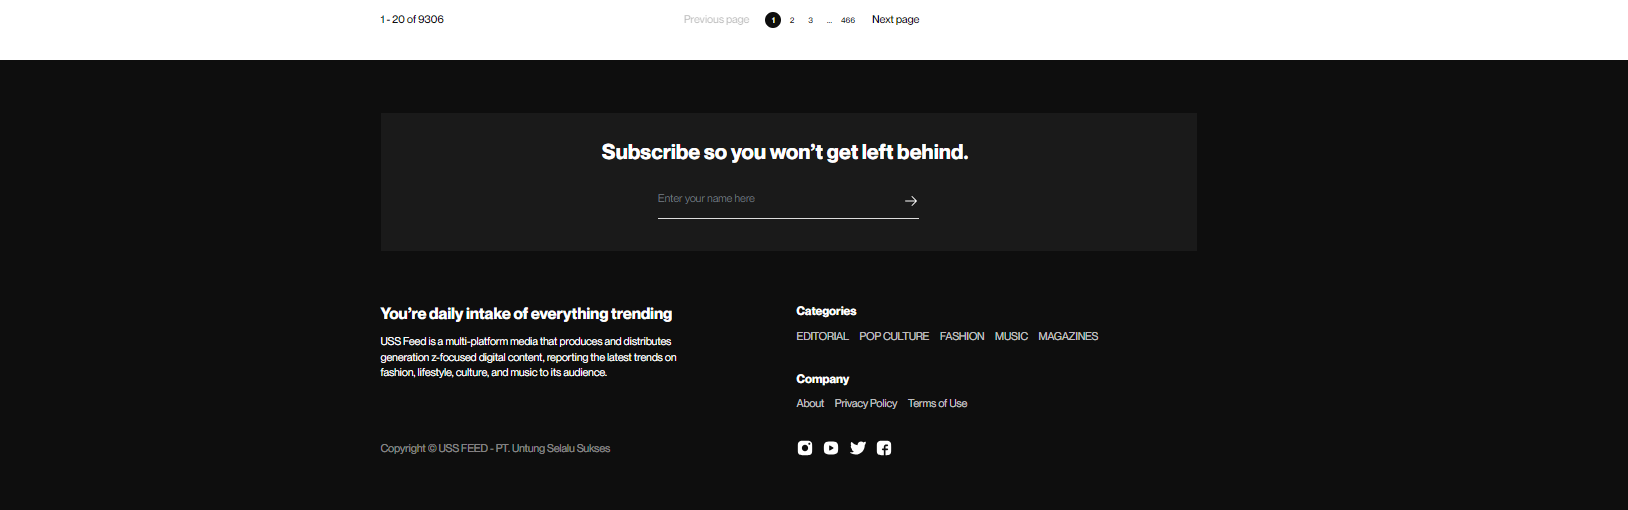 1 - 20 of 9306
Previous page 1 2 3 ... 466 Next page
Subscribe so you won’t get left behind.
Enter your name here
You’re daily intake of everything trending
USS Feed is a multi-platform media that produces and distributes
generation z-focused digital content, reporting the latest trends on
fashion, lifestyle, culture, and music to its audience.
Categories
EDITORIAL POP CULTURE FASHION MUSIC MAGAZINES
Company
About Privacy Policy Terms of Use
Copyright © USS FEED - PT. Untung Selalu Sukses